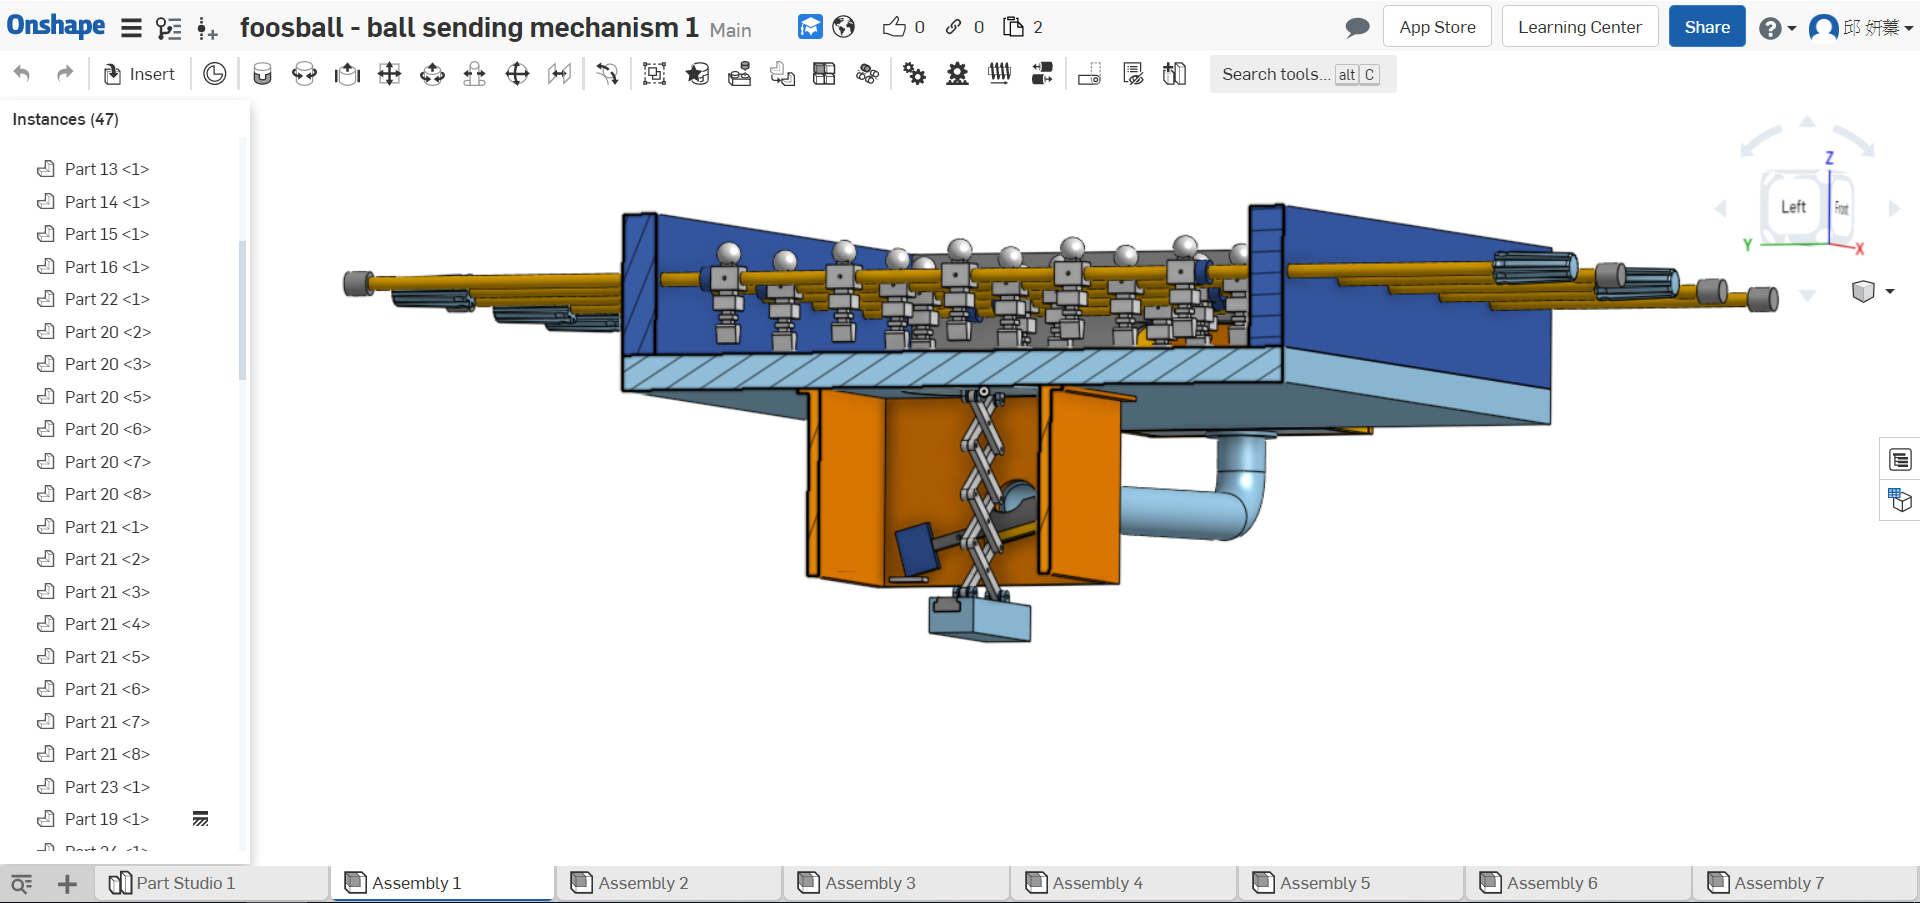 Onshape foosball - ball sending mechanism 1 Main 0 0 2 App Store Learning Center Share ? 邱 妍蓁
Insert Search tools... alt C
Instances (47)
Part 13 <1>
Part 14 <1>
Part 15 <1>
Part 16 <1>
Part 22 <1>
Part 20 <2>
Part 20 <3>
Part 20 <5>
Part 20 <6>
Part 20 <7>
Part 20 <8>
Part 21 <1>
Part 21 <2>
Part 21 <3>
Part 21 <4>
Part 21 <5>
Part 21 <6>
Part 21 <7>
Part 21 <8>
Part 23 <1>
Part 19 <1>
Z
Left Front
Y X
Part Studio 1 Assembly 1 Assembly 2 Assembly 3 Assembly 4 Assembly 5 Assembly 6 Assembly 7